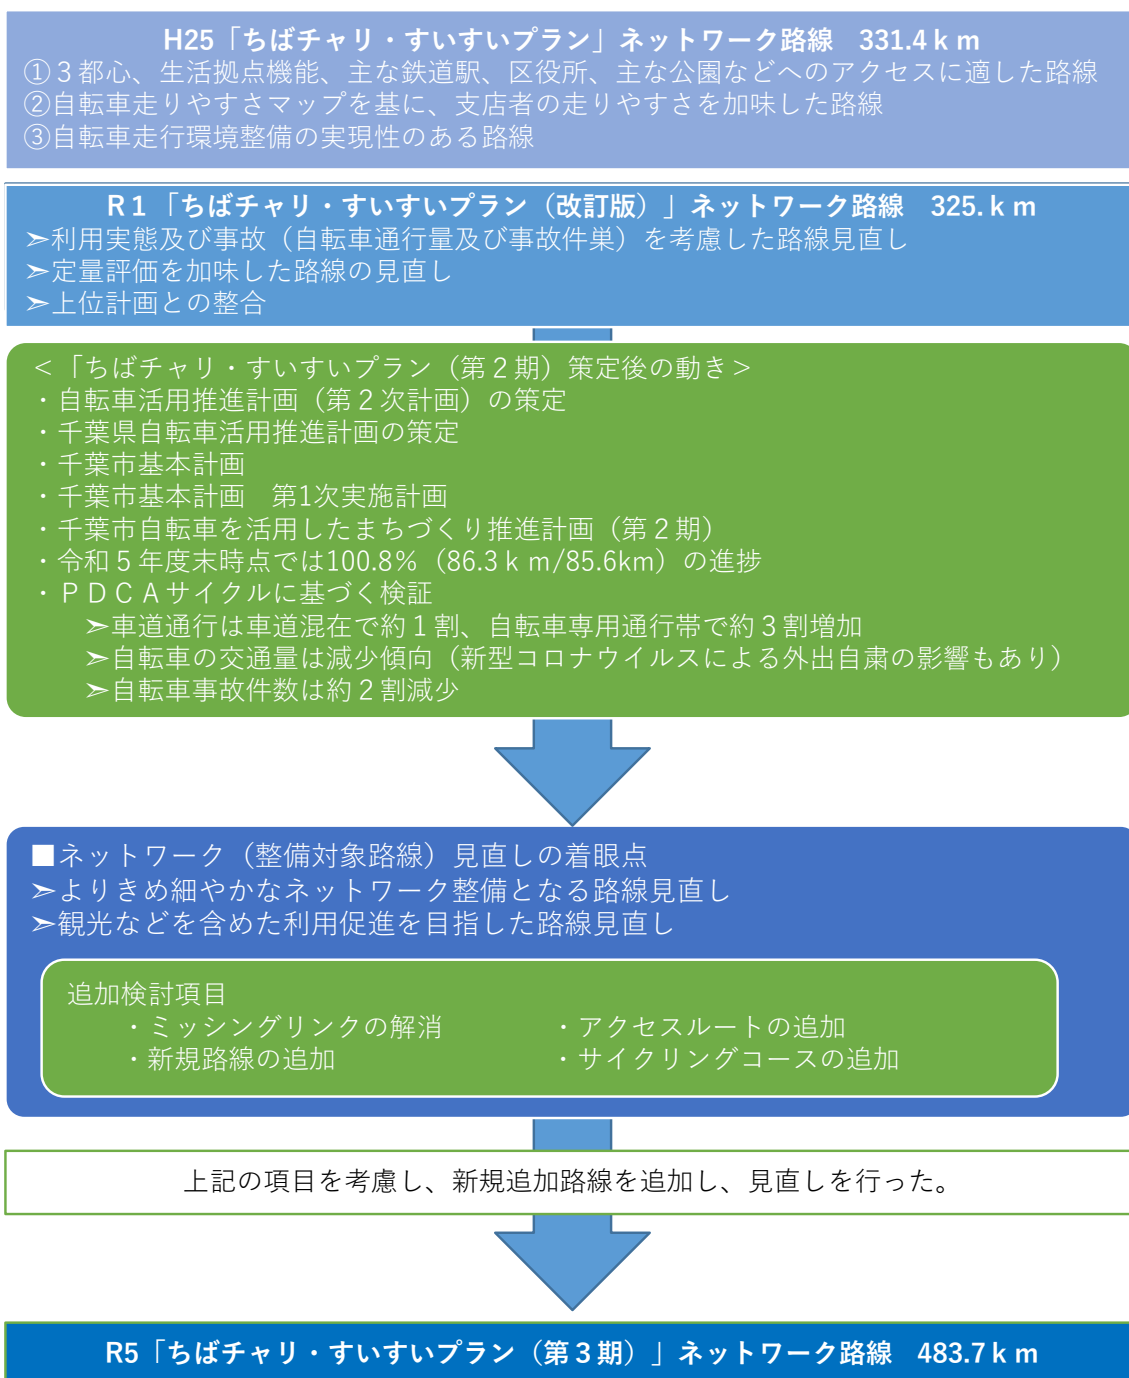 H25「ちばチャリ・すいすいプラン」ネットワーク路線　331.4ｋｍ
①３都心、生活拠点機能、主な鉄道駅、区役所、主な公園などへのアクセスに適した路線
②自転車走りやすさマップを基に、支店者の走りやすさを加味した路線
③自転車走行環境整備の実現性のある路線
R１「ちばチャリ・すいすいプラン（改訂版）」ネットワーク路線　325.ｋｍ
➣利用実態及び事故（自転車通行量及び事故件巣）を考慮した路線見直し
➣定量評価を加味した路線の見直し
➣上位計画との整合
＜「ちばチャリ・すいすいプラン（第２期）策定後の動き＞
・自転車活用推進計画（第２次計画）の策定
・千葉県自転車活用推進計画の策定
・千葉市基本計画
・千葉市基本計画　第1次実施計画
・千葉市自転車を活用したまちづくり推進計画（第２期）
・令和５年度末時点では100.8％（86.3ｋｍ/85.6km）の進捗
・ＰＤＣＡサイクルに基づく検証
➣車道通行は車道混在で約１割、自転車専用通行帯で約３割増加
➣自転車の交通量は減少傾向（新型コロナウイルスによる外出自粛の影響もあり）
➣自転車事故件数は約２割減少
■ネットワーク（整備対象路線）見直しの着眼点
➣よりきめ細やかなネットワーク整備となる路線見直し
➣観光などを含めた利用促進を目指した路線見直し
追加検討項目
・ミッシングリンクの解消　　　・アクセスルートの追加
・新規路線の追加　　　・サイクリングコースの追加
上記の項目を考慮し、新規追加路線を追加し、見直しを行った。
R5「ちばチャリ・すいすいプラン（第３期）」ネットワーク路線　483.7ｋｍ